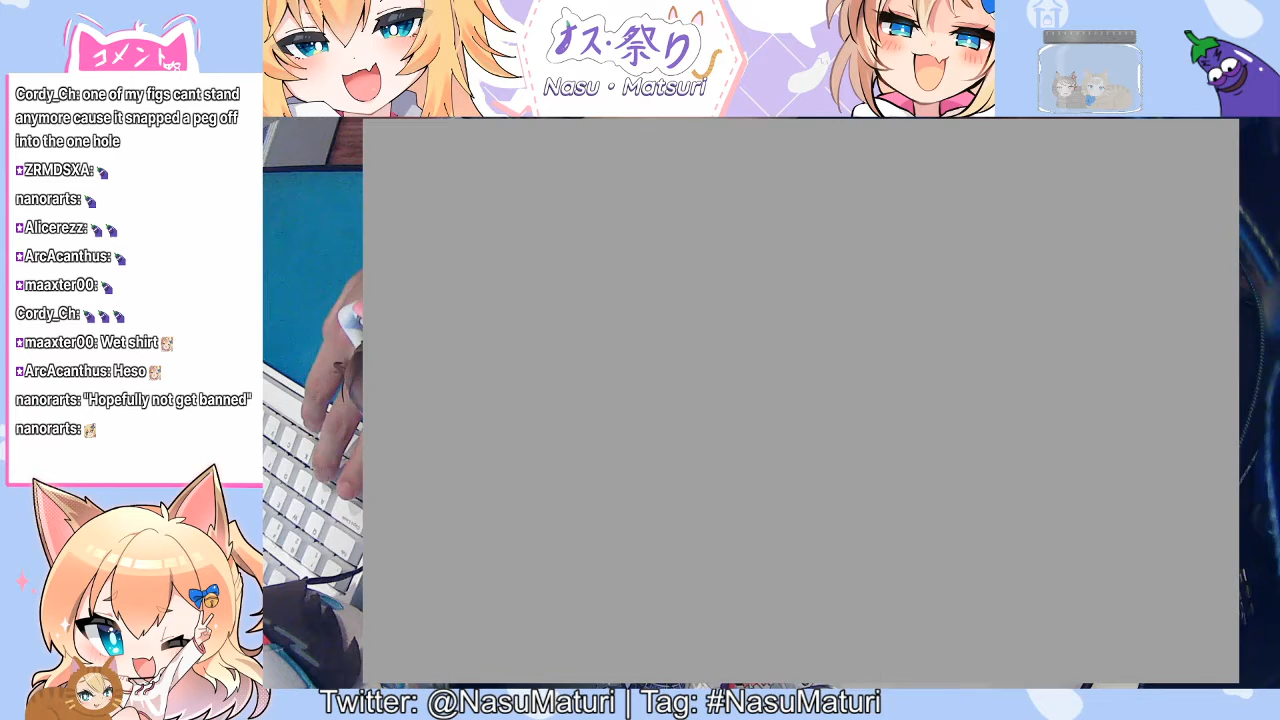 コメント
ナス・祭り
Nasu・Matsuri
Cordy_Ch: one of my figs cant stand
anymore cause it snapped a peg off
into the one hole
ZRMDSXA:
nanorarts:
Alicerezz:
ArcAcanthus:
maaxter00:
Cordy_Ch:
maaxter00: Wet shirt
ArcAcanthus: Heso
nanorarts: "Hopefully not get banned"
nanorarts:
Twitter: @NasuMaturi | Tag: #NasuMaturi